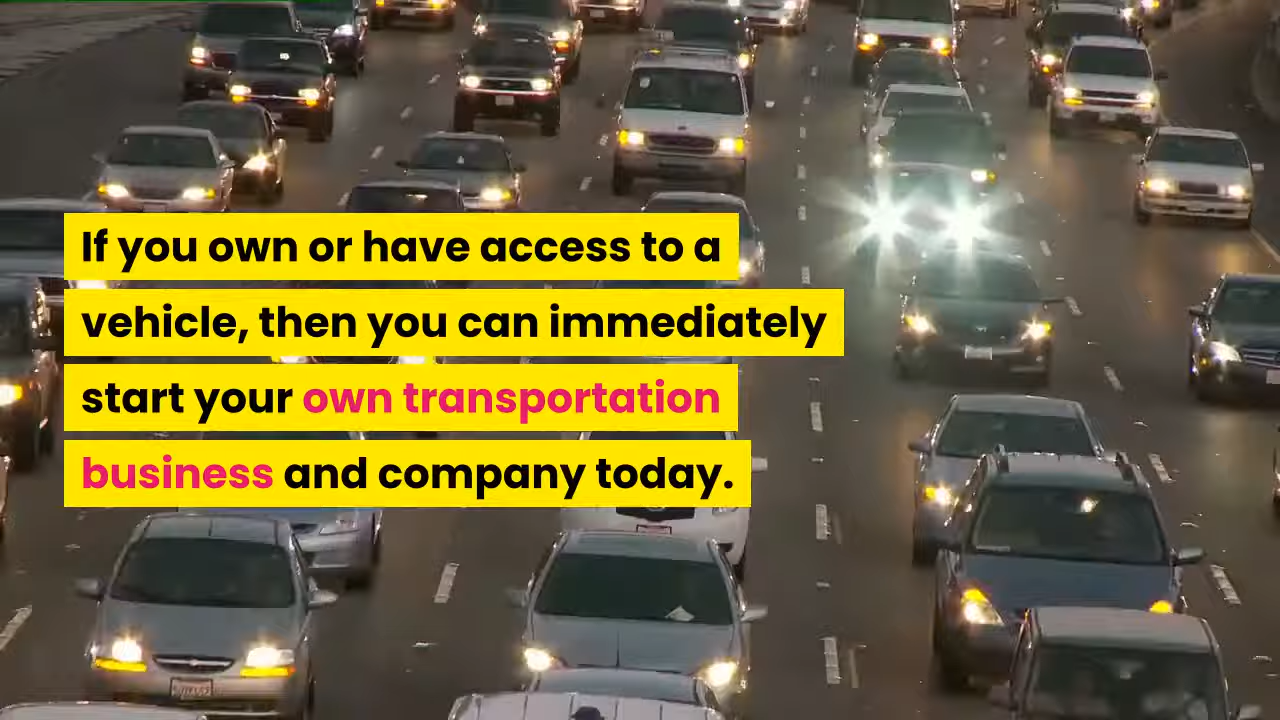 If you own or have access to a
vehicle, then you can immediately
start your own transportation
business and company today.